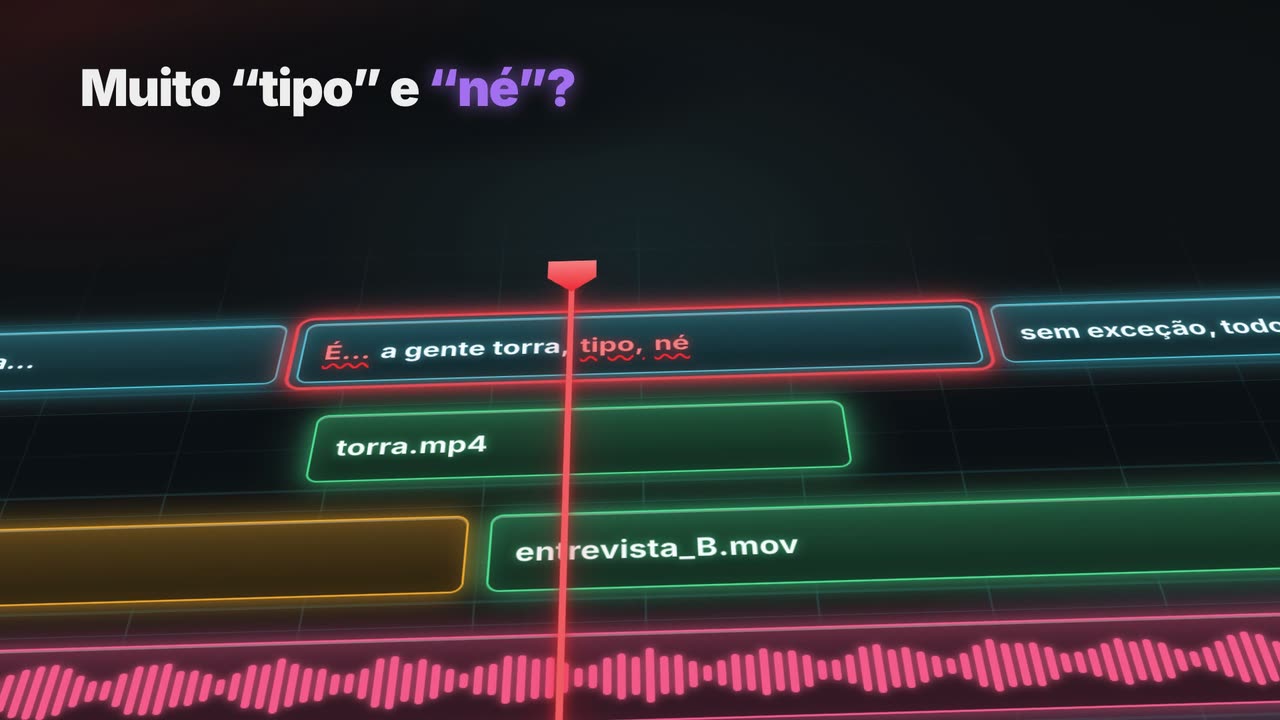 Muito “tipo” e “né”?
a...
É... a gente torra, tipo, né
sem exceção, todo
torra.mp4
entrevista_B.mov